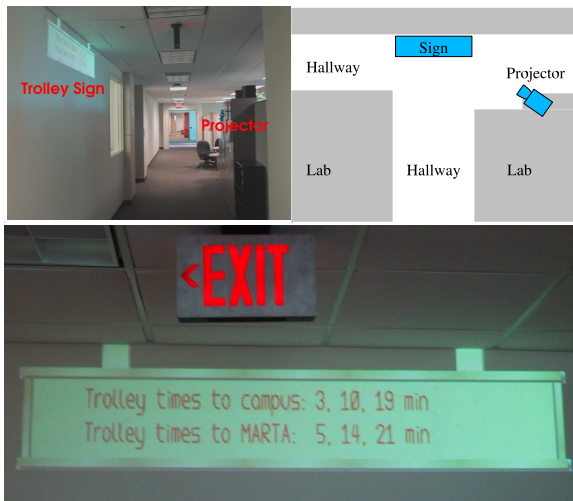 Trolley Sign
Projector
Sign
Hallway
Projector
Lab
Hallway
Lab
<EXIT
Trolley times to campus: 3, 10, 19 min
Trolley times to MARTA: 5, 14, 21 min